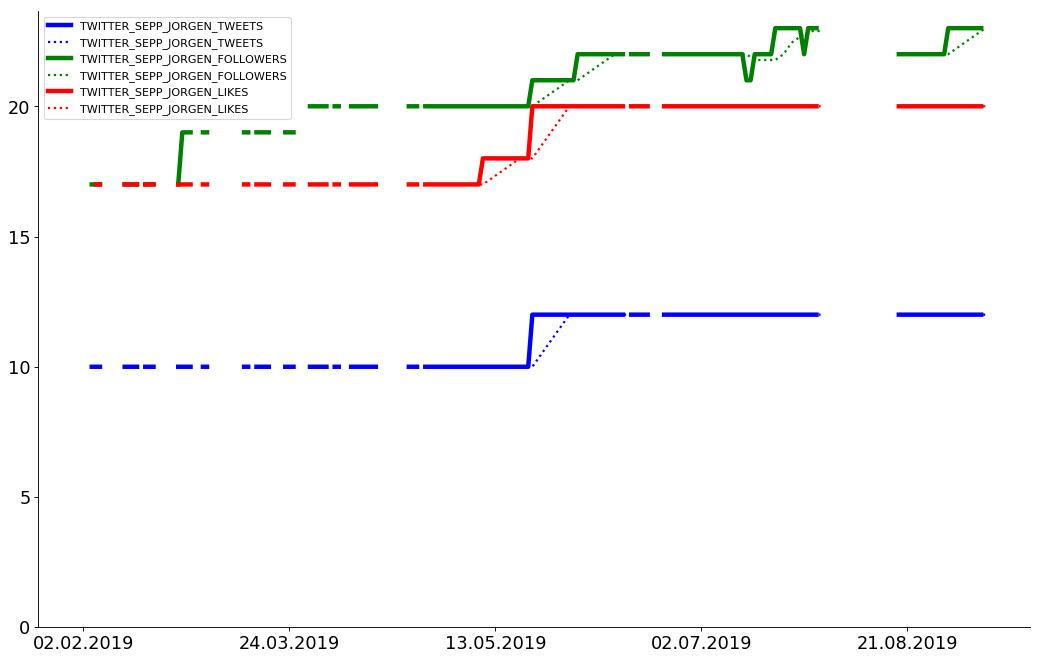 TWITTER_SEPP_JORGEN_TWEETS
TWITTER_SEPP_JORGEN_TWEETS
TWITTER_SEPP_JORGEN_FOLLOWERS
TWITTER_SEPP_JORGEN_FOLLOWERS
TWITTER_SEPP_JORGEN_LIKES
TWITTER_SEPP_JORGEN_LIKES
20
15
10
5
0
02.02.2019 24.03.2019 13.05.2019 02.07.2019 21.08.2019